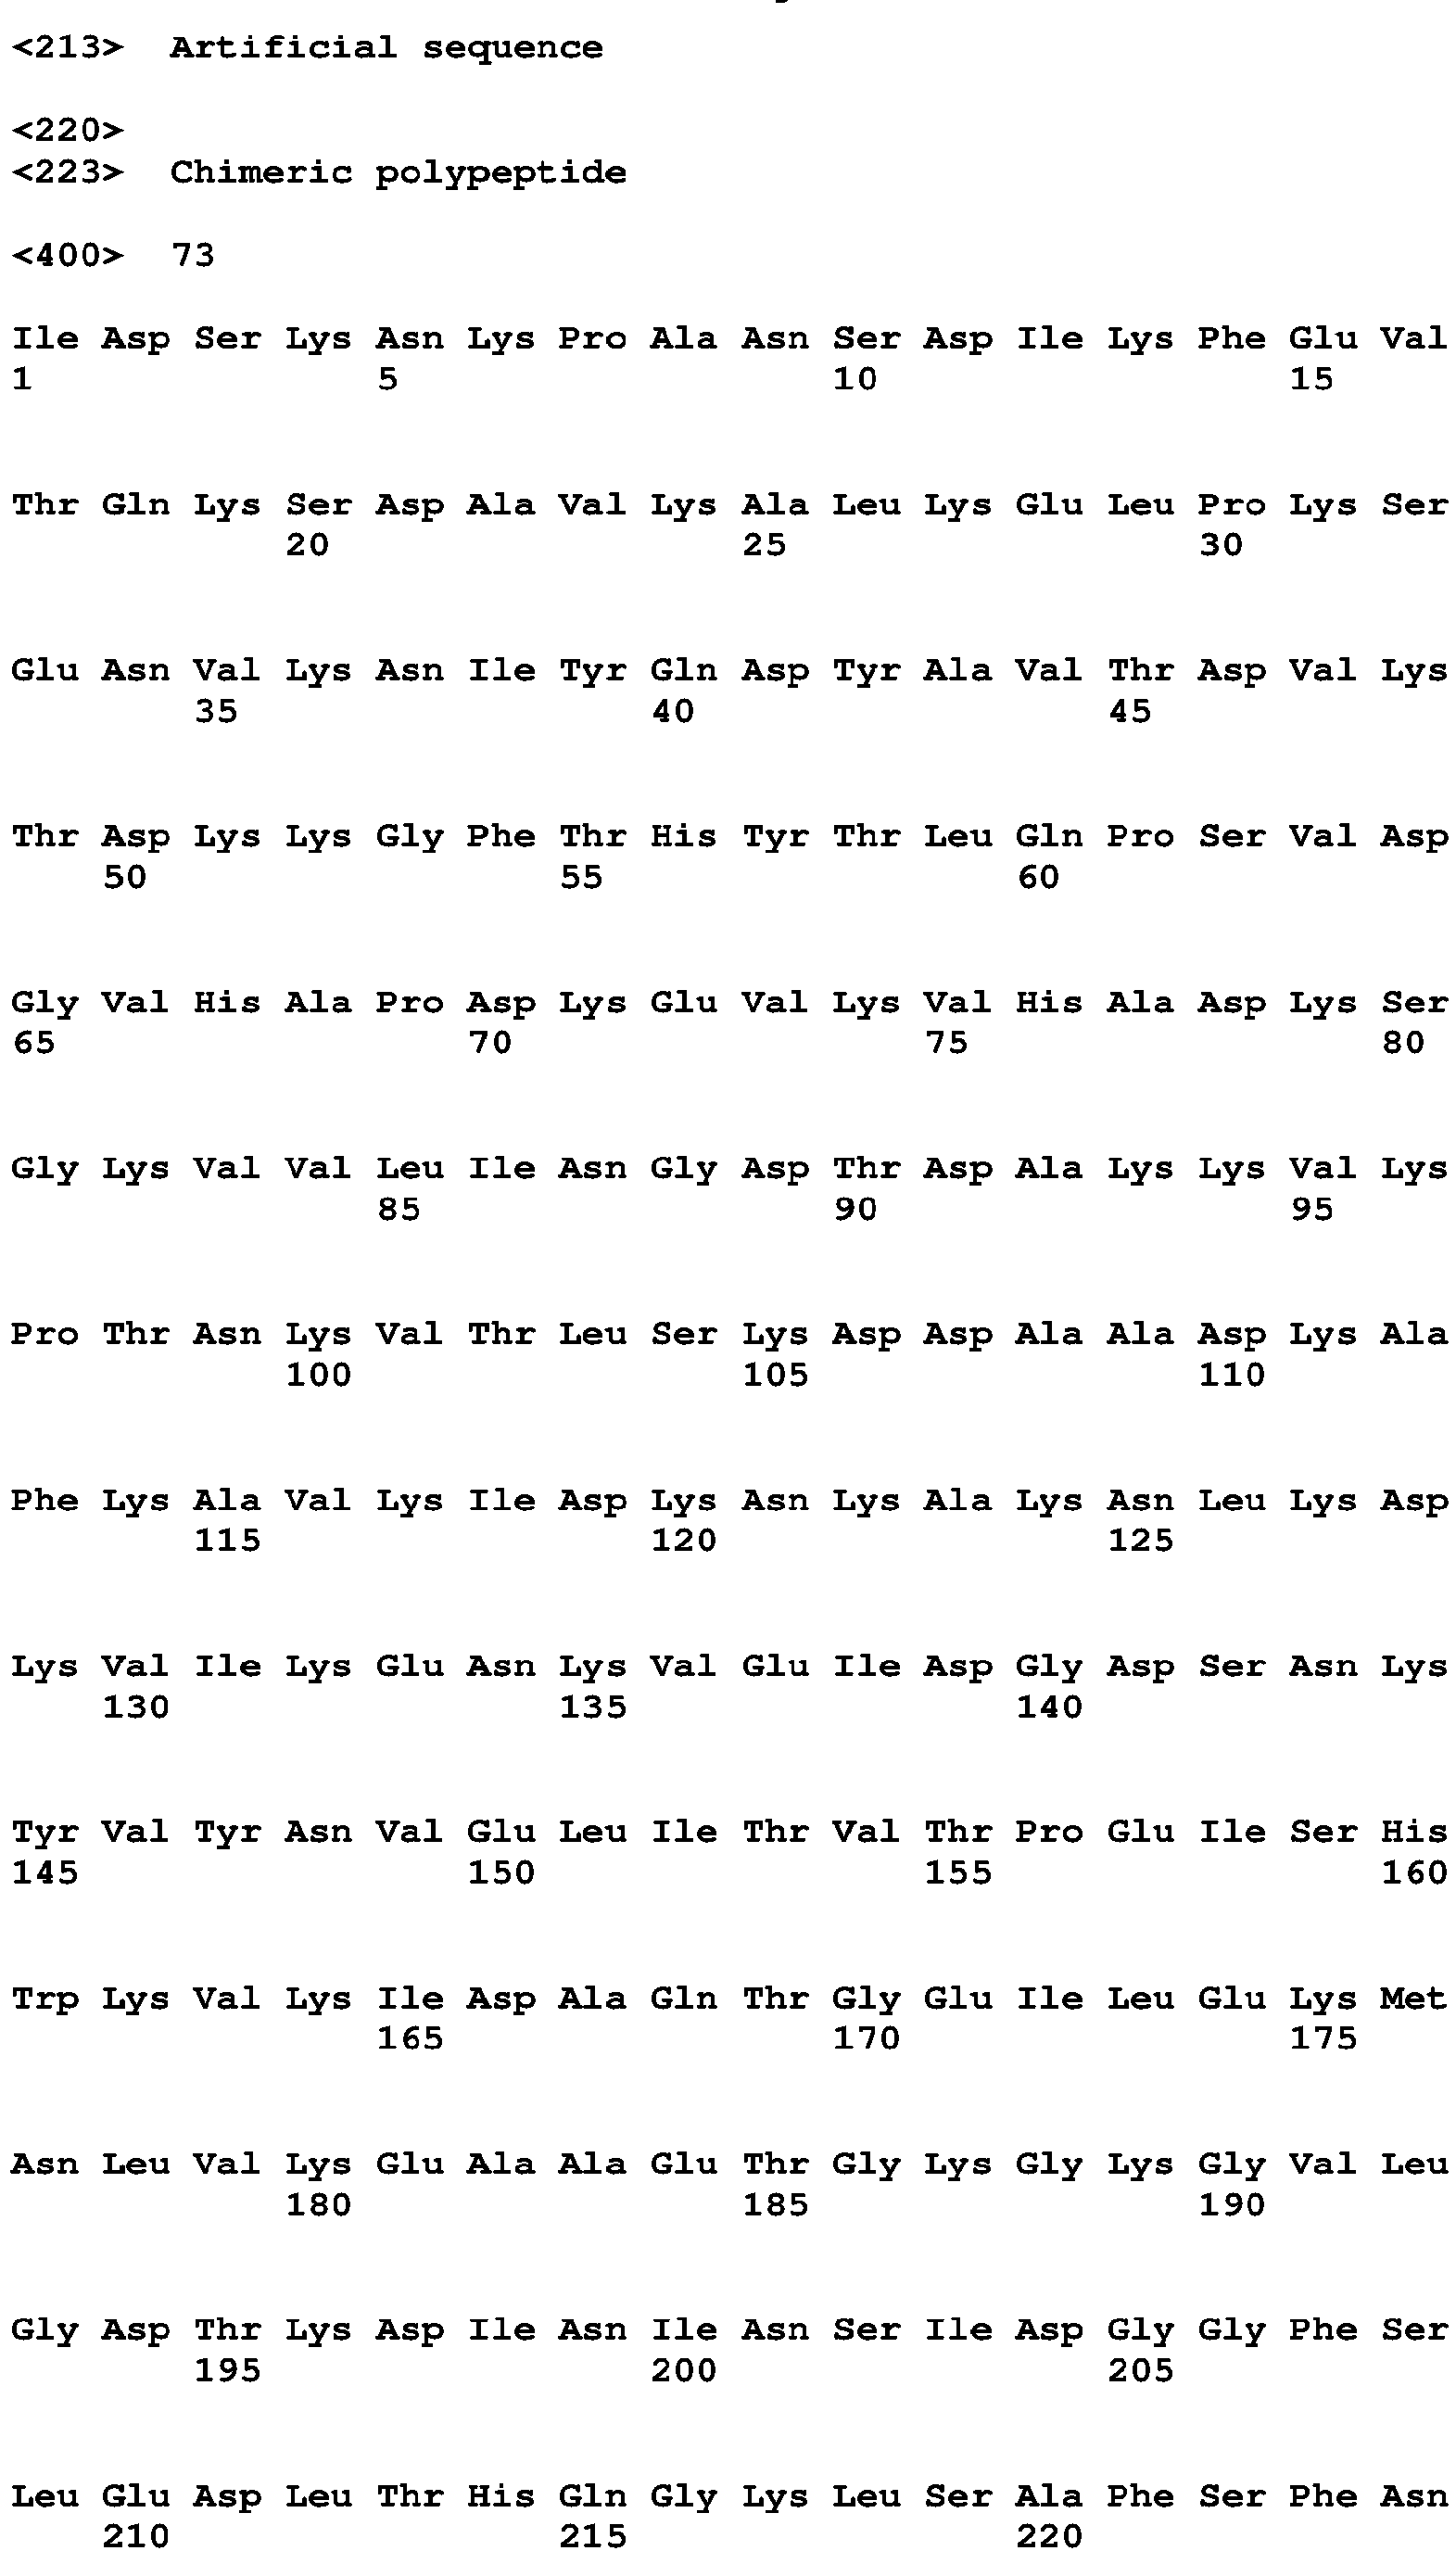 <213> Artificial sequence
<220>
<223> Chimeric polypeptide
<400> 73
Ile Asp Ser Lys Asn Lys Pro Ala Asn Ser Asp Ile Lys Phe Glu Val
1 5 10 15
Thr Gln Lys Ser Asp Ala Val Lys Ala Leu Lys Glu Leu Pro Lys Ser
20 25 30
Glu Asn Val Lys Asn Ile Tyr Gln Asp Tyr Ala Val Thr Asp Val Lys
35 40 45
Thr Asp Lys Lys Gly Phe Thr His Tyr Thr Leu Gln Pro Ser Val Asp
50 55 60
Gly Val His Ala Pro Asp Lys Glu Val Lys Val His Ala Asp Lys Ser
65 70 75 80
Gly Lys Val Val Leu Ile Asn Gly Asp Thr Asp Ala Lys Lys Val Lys
85 90 95
Pro Thr Asn Lys Val Thr Leu Ser Lys Asp Asp Ala Ala Asp Lys Ala
100 105 110
Phe Lys Ala Val Lys Ile Asp Lys Asn Lys Ala Lys Asn Leu Lys Asp
115 120 125
Lys Val Ile Lys Glu Asn Lys Val Glu Ile Asp Gly Asp Ser Asn Lys
130 135 140
Tyr Val Tyr Asn Val Glu Leu Ile Thr Val Thr Pro Glu Ile Ser His
145 150 155 160
Trp Lys Val Lys Ile Asp Ala Gln Thr Gly Glu Ile Leu Glu Lys Met
165 170 175
Asn Leu Val Lys Glu Ala Ala Glu Thr Gly Lys Gly Lys Gly Val Leu
180 185 190
Gly Asp Thr Lys Asp Ile Asn Ile Asn Ser Ile Asp Gly Gly Phe Ser
195 200 205
Leu Glu Asp Leu Thr His Gln Gly Lys Leu Ser Ala Phe Ser Phe Asn
210 215 220